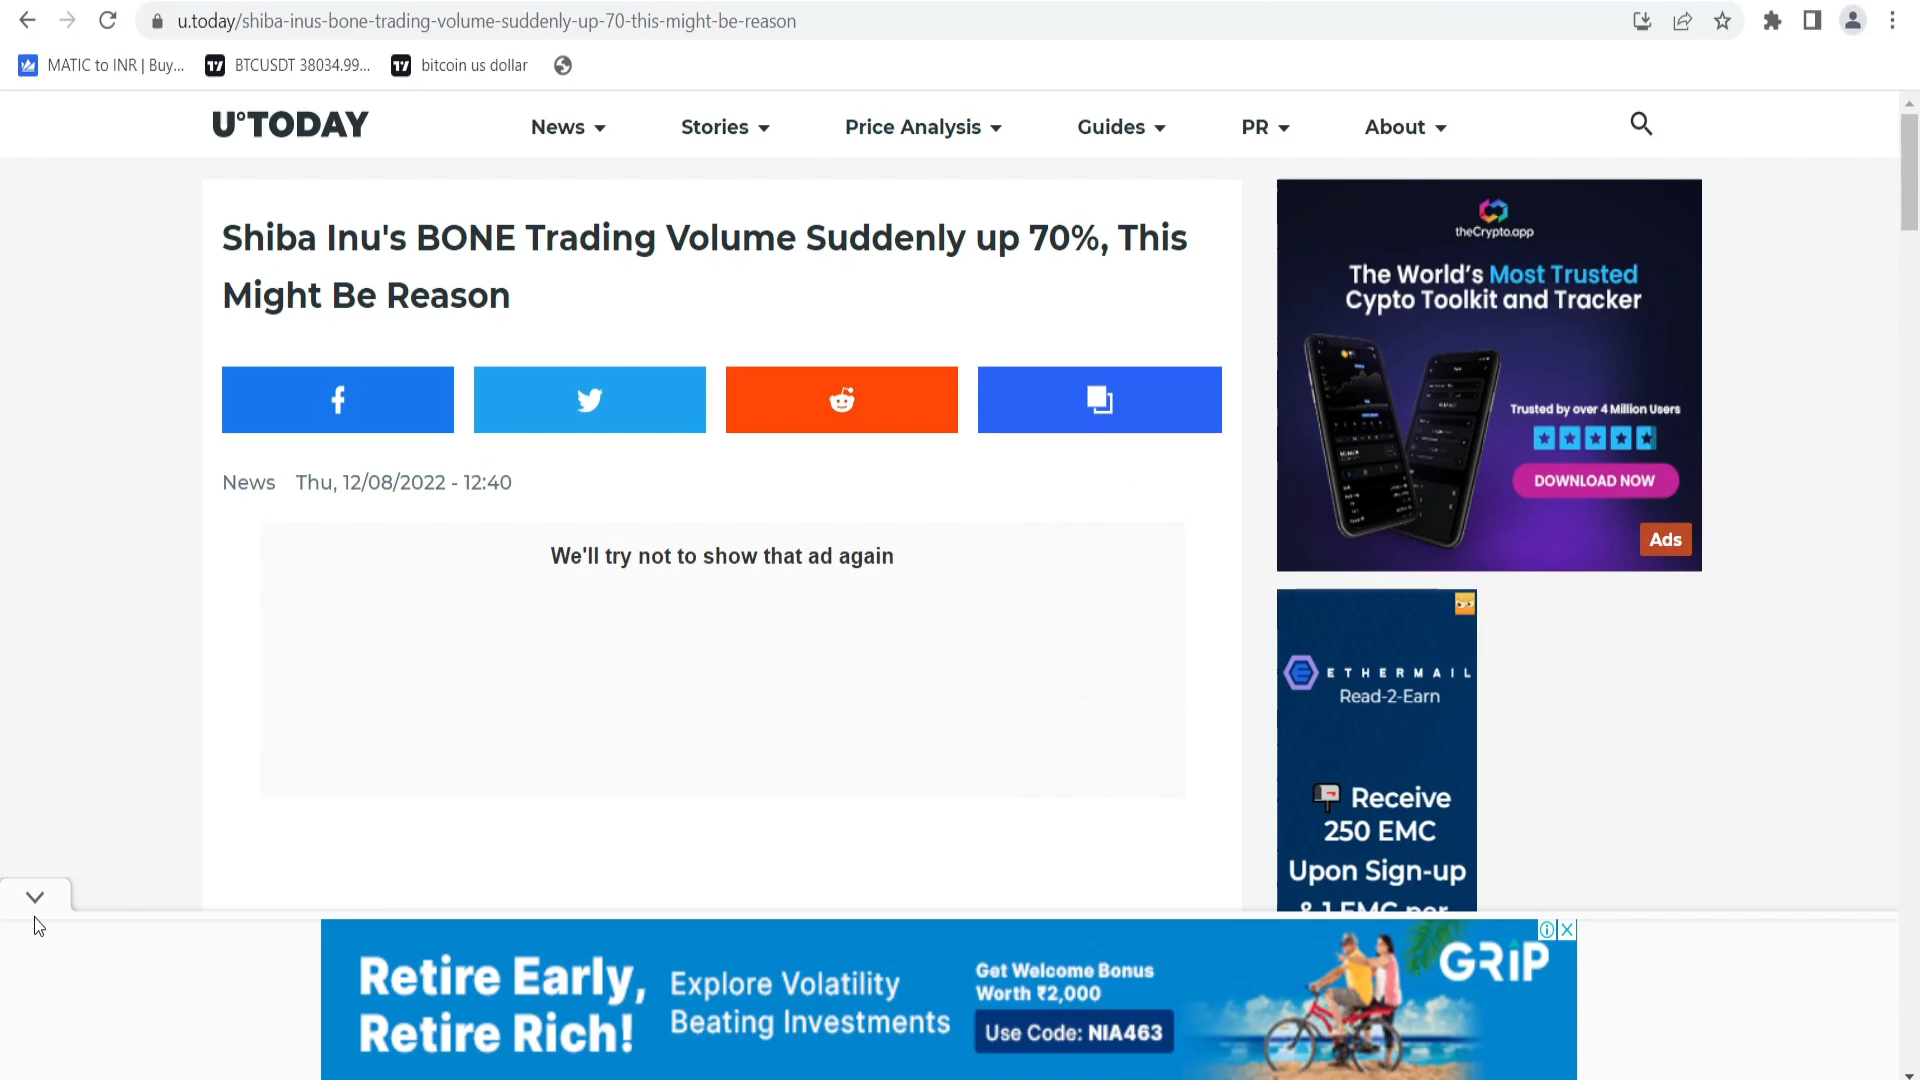 u.today/shiba-inus-bone-trading-volume-suddenly-up-70-this-might-be-reason
MATIC to INR | Buy...
BTCUSDT 38034.99...
bitcoin us dollar
U°TODAY
News
Stories
Price Analysis
Guides
PR
About
Shiba Inu's BONE Trading Volume Suddenly up 70%, This
Might Be Reason
News Thu, 12/08/2022 - 12:40
We'll try not to show that ad again
theCrypto.app
The World's Most Trusted
Cypto Toolkit and Tracker
Trusted by over 4 Million Users
DOWNLOAD NOW
Ads
ETHERMAIL
Read-2-Earn
Receive
250 EMC
Upon Sign-up
& 1 EMC per
Retire Early,
Retire Rich!
Explore Volatility
Beating Investments
Get Welcome Bonus
Worth ₹2,000
Use Code: NIA463
GRIP